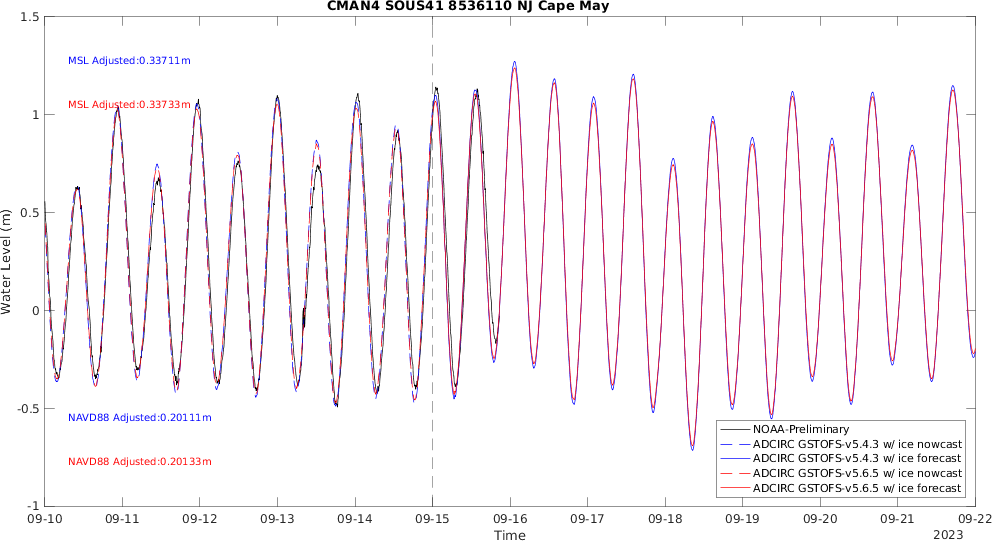 CMAN4 SOUS41 8536110 NJ Cape May
1.5
1
0.5
0
-0.5
-1
Water Level (m)
MSL Adjusted:0.33711m
MSL Adjusted:0.33733m
NAVD88 Adjusted:0.20111m
NAVD88 Adjusted:0.20133m
NOAA-Preliminary
ADCIRC GSTOFS-v5.4.3 w/ ice nowcast
ADCIRC GSTOFS-v5.4.3 w/ ice forecast
ADCIRC GSTOFS-v5.6.5 w/ ice nowcast
ADCIRC GSTOFS-v5.6.5 w/ ice forecast
09-10 09-11 09-12 09-13 09-14 09-15 09-16 09-17 09-18 09-19 09-20 09-21 09-22
Time
2023